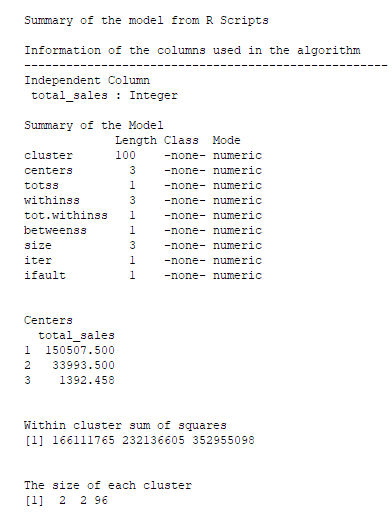 Summary of the model from R Scripts
Information of the columns used in the algorithm
----------------------------------------------------
Independent Column
total_sales : Integer
Summary of the Model
Length Class Mode
cluster 100 -none- numeric
centers 3 -none- numeric
totss 1 -none- numeric
withinss 3 -none- numeric
tot.withinss 1 -none- numeric
betweenss 1 -none- numeric
size 3 -none- numeric
iter 1 -none- numeric
ifault 1 -none- numeric
Centers
total_sales
1 150507.500
2 33993.500
3 1392.458
Within cluster sum of squares
[1] 166111765 232136605 352955098
The size of each cluster
[1] 2 2 96